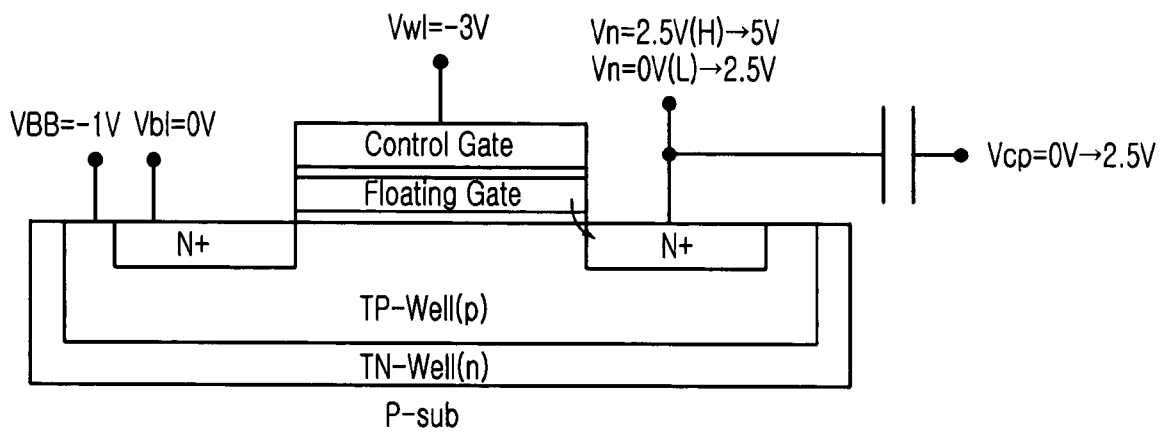 Vwl=-3V
Vn=2.5V(H)→5V
Vn=0V(L)→2.5V
VBB=-1V Vbl=0V
Control Gate
Vcp=0V→2.5V
Floating Gate
N+
N+
TP-Well(p)
TN-Well(n)
P-sub